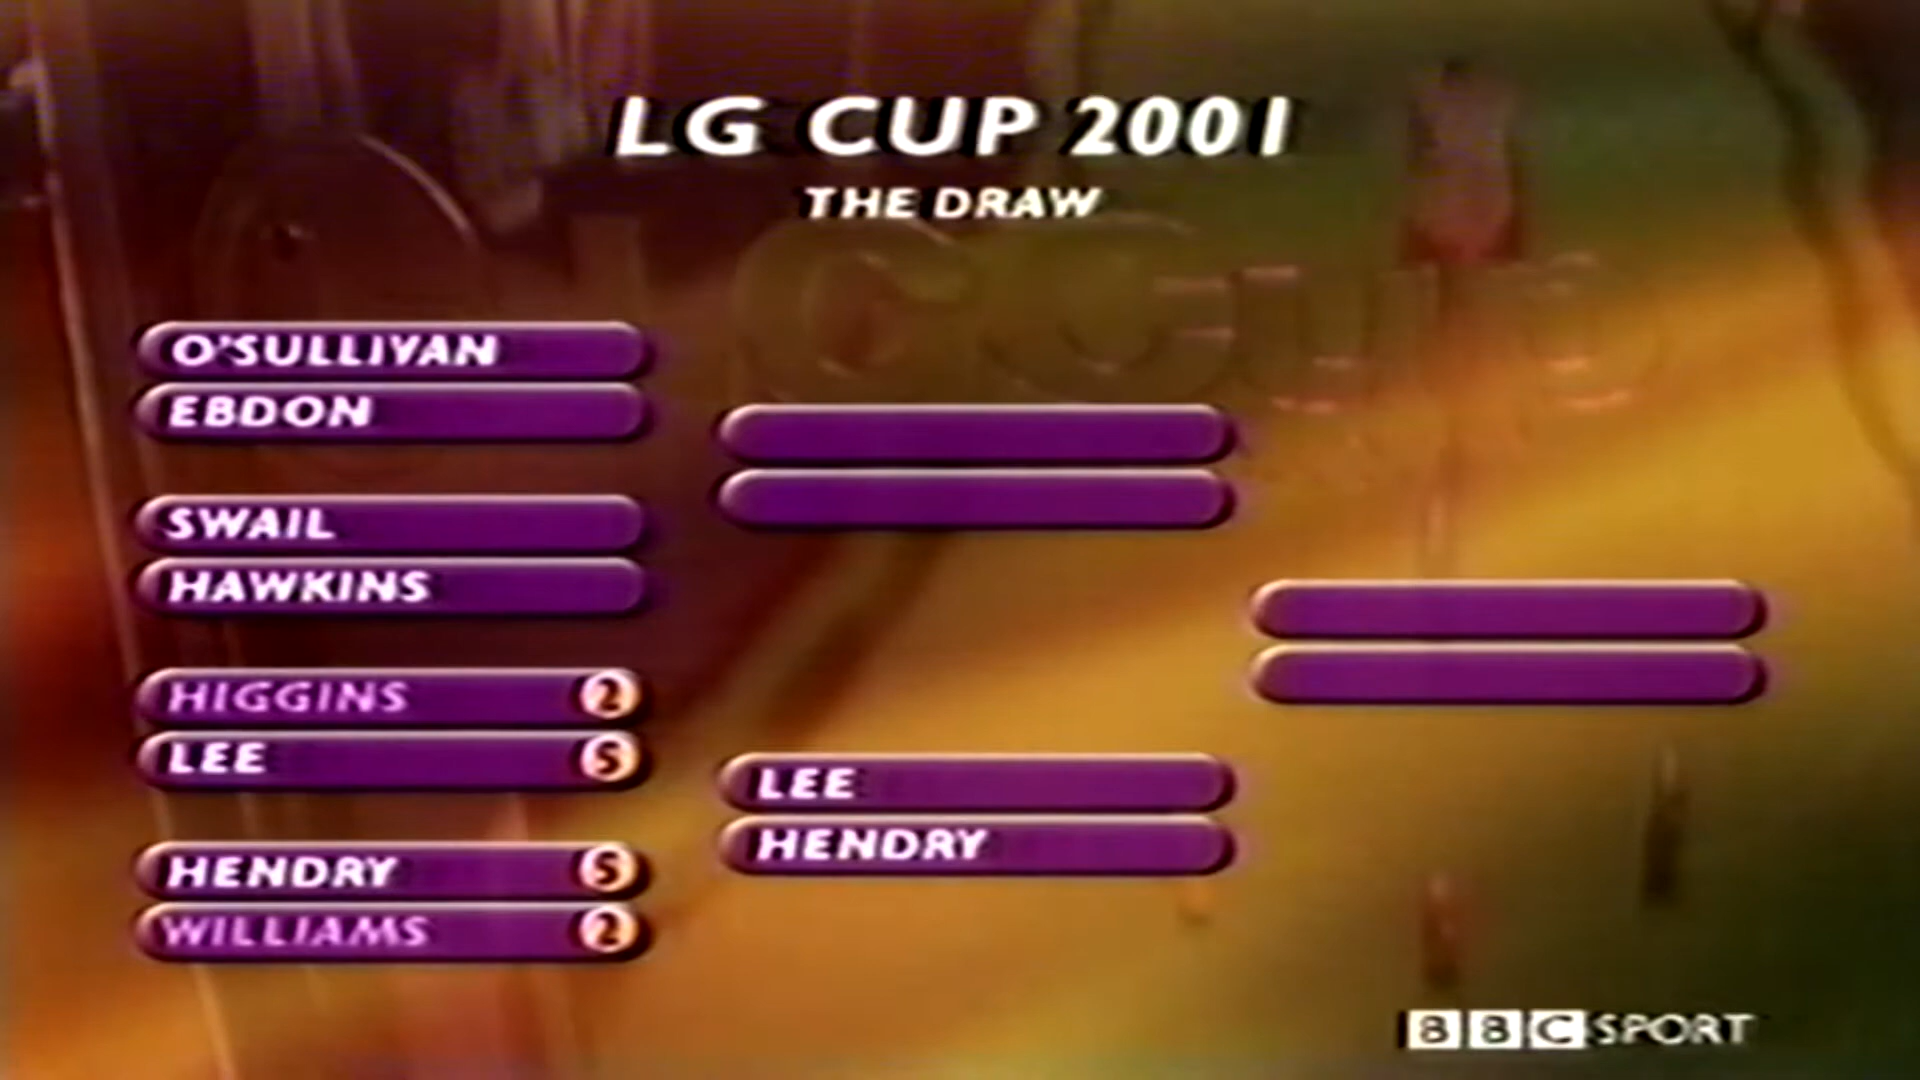 LG CUP 2001
THE DRAW
O'SULLIVAN
EBDON
SWAIL
HAWKINS
HIGGINS 2
LEE 5
HENDRY 5
WILLIAMS 2
LEE
HENDRY
BBC SPORT